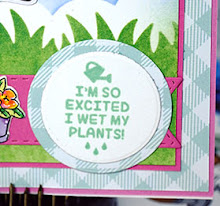 I'M SO
EXCITED
I WET MY
PLANTS!